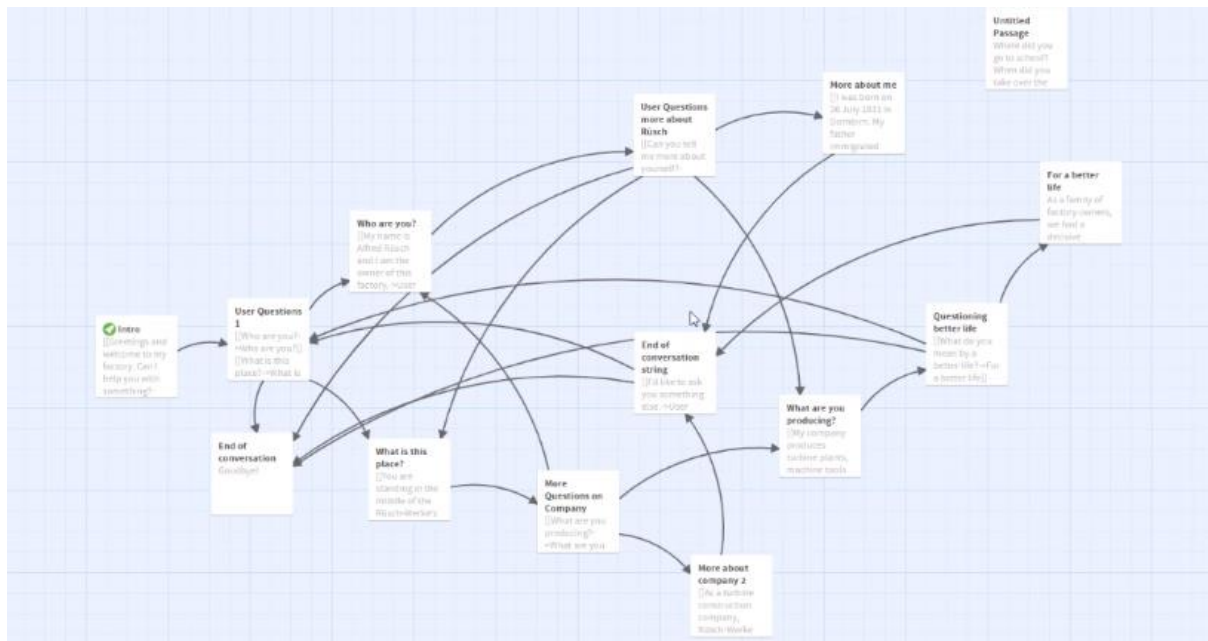 Untitled
Passage
Where did you
go to school?
When did you
take over the
More about me
was born on
26 July 1821 in
Dornbirn. My
father
immigrated
User Questions
more about
Rüsch
[[Can you tell
me more about
yourself?-
For a better
life
As a family of
factory-owners,
we had a
decisive
Who are you?
[[My name is
Alfred Rüsch
and I am the
owner of this
factory.->User
User Questions
1
[[Who are you?-
>Who are you?]]
[[What is this
place?->What is
Intro
[[Greetings and
welcome to my
factory. Can I
help you with
something?-
Questioning
better life
[[What do you
mean by a
better life?->For
a better life]]
End of
conversation
string
[[I'd like to ask
you something
else.->User
What are you
producing?
[[My company
produces
turbine plants,
machine tools
End of
conversation
Goodbye!
What is this
place?
[[You are
standing in the
middle of the
Rüsch-Werke
More
Questions on
Company
[[What are you
producing?-
>What are you
More about
company 2
[[As a turbine
construction
company,
Rüsch-Werke